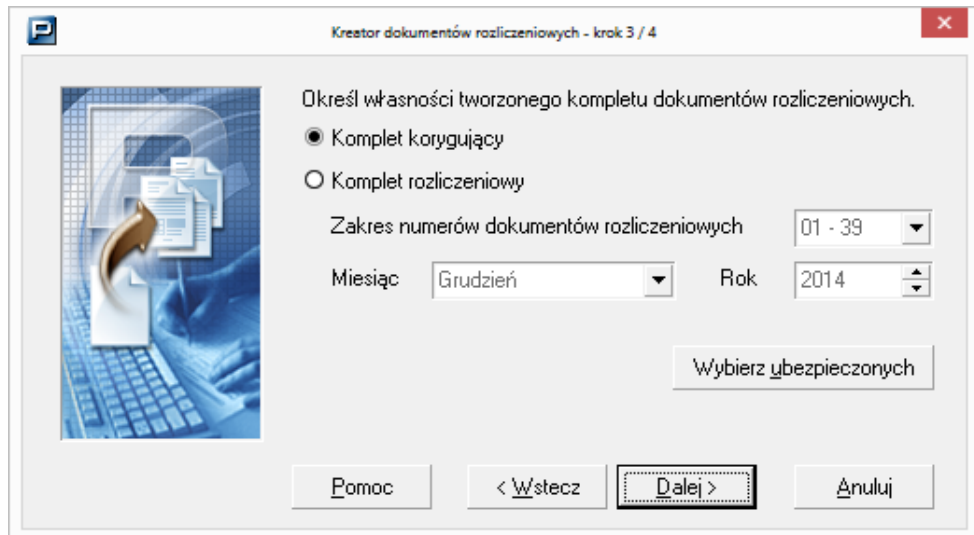 Kreator dokumentów rozliczeniowych - krok 3 / 4
Określ własności tworzonego kompletu dokumentów rozliczeniowych.
Komplet korygujący
Komplet rozliczeniowy
Zakres numerów dokumentów rozliczeniowych 01 - 39
Miesiąc Grudzień Rok 2014
Wybierz ubezpieczonych
Pomoc < Wstecz Dalej > Anuluj